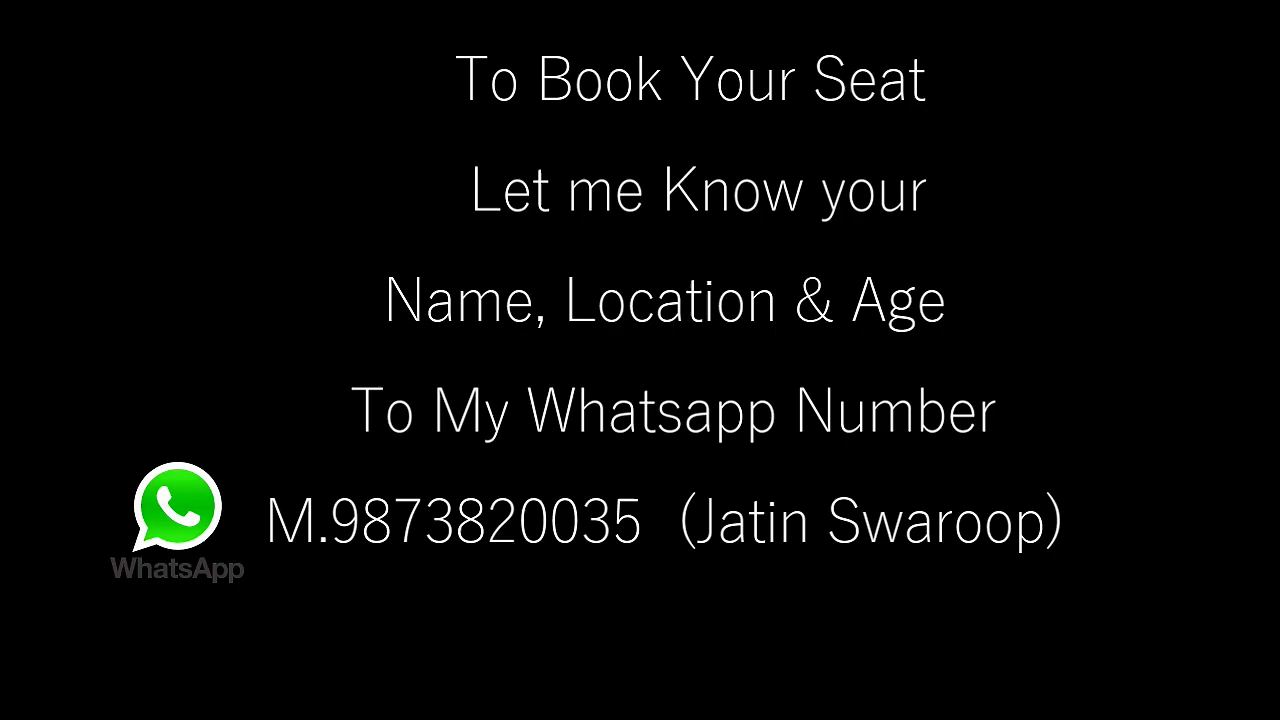 To Book Your Seat
Let me Know your
Name, Location & Age
To My Whatsapp Number
M.9873820035 (Jatin Swaroop)
WhatsApp